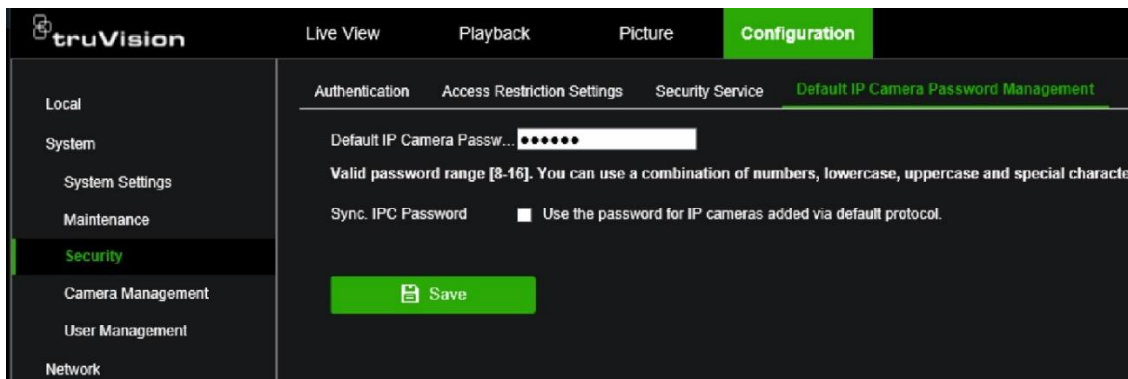 truVision
Live View Playback Picture Configuration
Local
System
System Settings
Maintenance
Security
Camera Management
User Management
Network
Authentication Access Restriction Settings Security Service Default IP Camera Password Management
Default IP Camera Passw... ●●●●●●
Valid password range [8-16]. You can use a combination of numbers, lowercase, uppercase and special characte
Sync. IPC Password Use the password for IP cameras added via default protocol.
Save